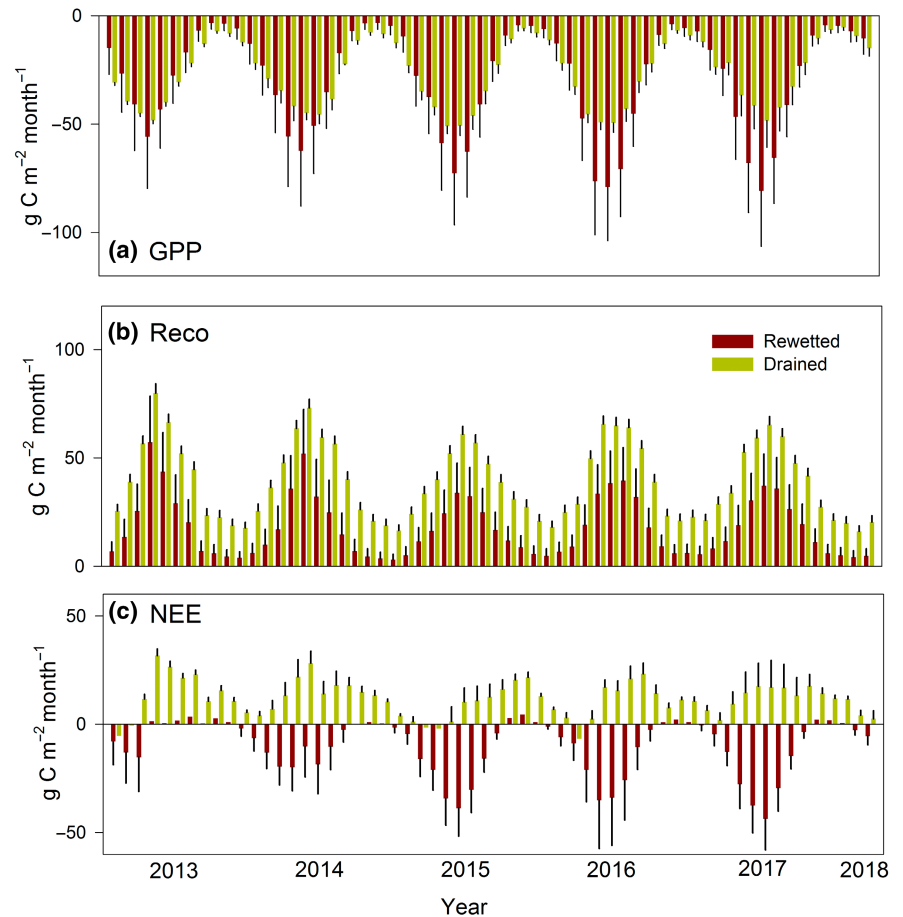 0
−50
−100
g C m⁻² month⁻¹
(a) GPP
(b) Reco
100
50
0
g C m⁻² month⁻¹
Rewetted
Drained
(c) NEE
50
0
−50
g C m⁻² month⁻¹
2013 2014 2015 2016 2017 2018
Year